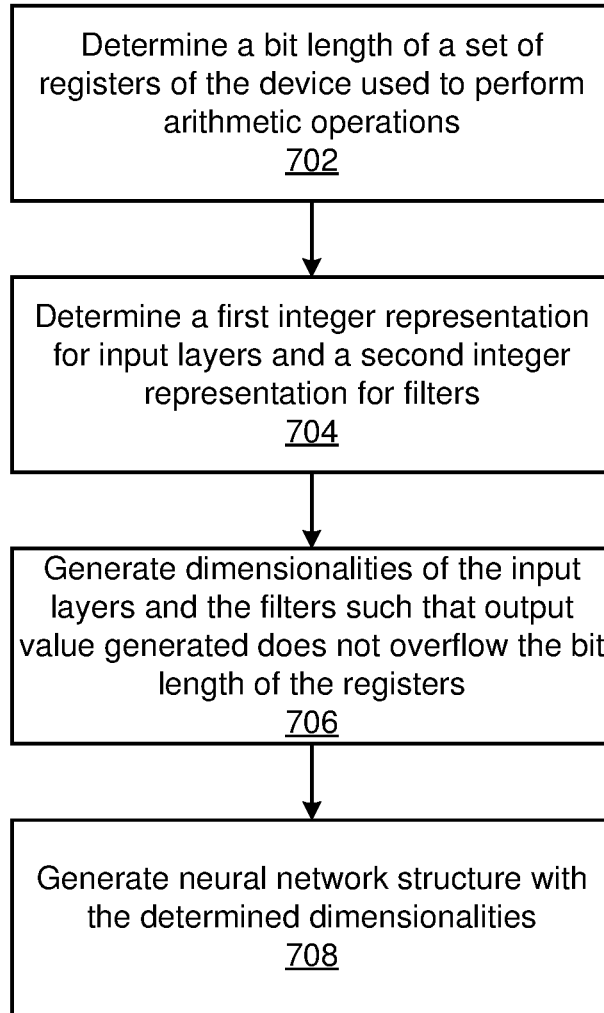 Determine a bit length of a set of
registers of the device used to perform
arithmetic operations
702
Determine a first integer representation
for input layers and a second integer
representation for filters
704
Generate dimensionalities of the input
layers and the filters such that output
value generated does not overflow the bit
length of the registers
706
Generate neural network structure with
the determined dimensionalities
708